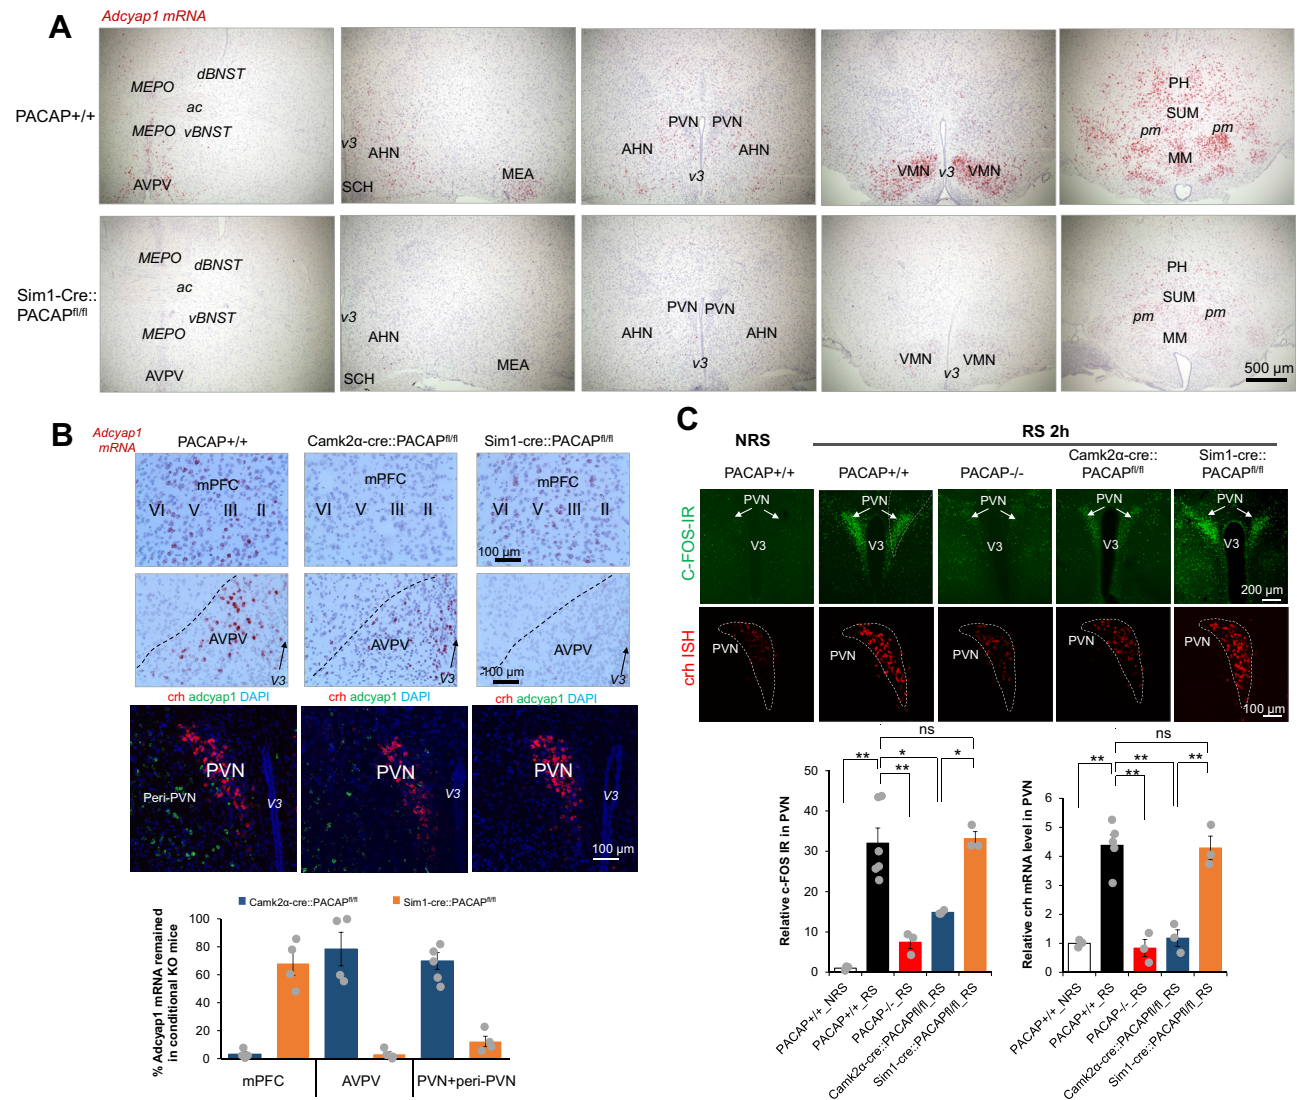 A
Adcyap1 mRNA
PACAP+/+
MEPO
dBNST
ac
MEPO
vBNST
AVPV
v3
AHN
SCH
MEA
PVN
PVN
AHN
AHN
v3
VMN
v3
VMN
PH
SUM
pm
pm
MM
Sim1-Cre::
PACAPfl/fl
MEPO
dBNST
ac
vBNST
MEPO
AVPV
v3
AHN
SCH
MEA
PVN
PVN
AHN
AHN
v3
VMN
VMN
v3
PH
SUM
pm
pm
MM
500 µm
B
Adcyap1
mRNA
PACAP+/+
Camk2α-cre::PACAPfl/fl
Sim1-cre::PACAPfl/fl
mPFC
VI V III II
mPFC
VI V III II
mPFC
VI V III II
100 µm
AVPV
V3
AVPV
V3
AVPV
V3
100 µm
crh adcyap1 DAPI
crh adcyap1 DAPI
crh adcyap1 DAPI
PVN
Peri-PVN
V3
PVN
V3
PVN
V3
100 µm
Camk2α-cre::PACAPfl/fl
Sim1-cre::PACAPfl/fl
% Adcyap1 mRNA remained
in conditional KO mice
100
80
60
40
20
0
mPFC
AVPV
PVN+peri-PVN
C
NRS
RS 2h
PACAP+/+
PACAP+/+
PACAP-/-
Camk2α-cre::
PACAPfl/fl
Sim1-cre::
PACAPfl/fl
C-FOS-IR
PVN
V3
PVN
V3
PVN
V3
PVN
V3
PVN
V3
200 µm
crh ISH
PVN
PVN
PVN
PVN
PVN
100 µm
ns
**
*
*
**
Relative c-FOS IR in PVN
50
40
30
20
10
0
PACAP+/+_NRS
PACAP+/+_RS
PACAP-/-_RS
Camk2α-cre::PACAPfl/fl_RS
Sim1-cre::PACAPfl/fl_RS
ns
**
**
**
**
Relative crh mRNA level in PVN
6
5
4
3
2
1
0
PACAP+/+_NRS
PACAP+/+_RS
PACAP-/-_RS
Camk2α-cre::PACAPfl/fl_RS
Sim1-cre::PACAPfl/fl_RS